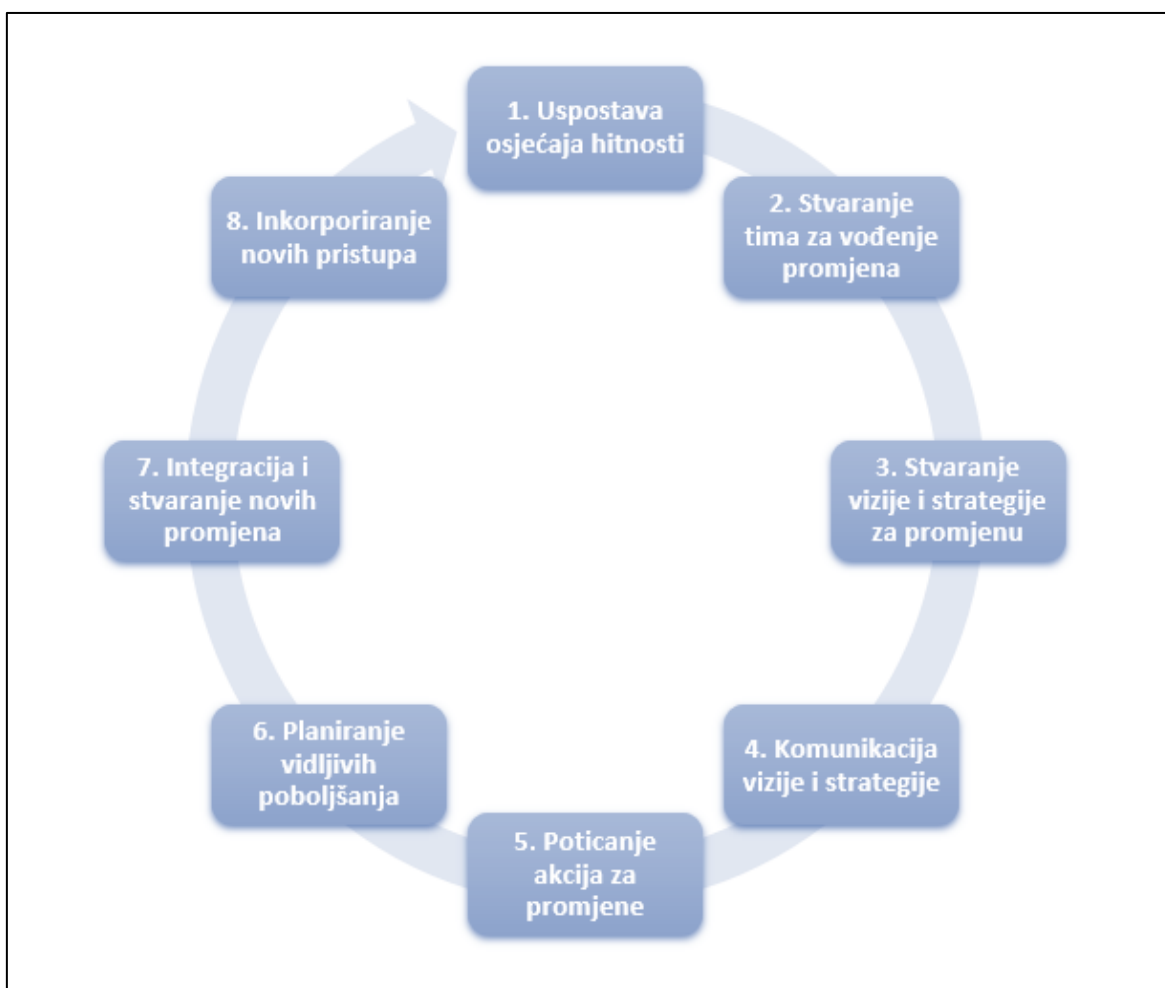 1. Uspostava
osjećaja hitnosti
2. Stvaranje
tima za vođenje
promjena
3. Stvaranje
vizije i strategije
za promjenu
4. Komunikacija
vizije i strategije
5. Poticanje
akcija za
promjene
6. Planiranje
vidljivih
poboljšanja
7. Integracija i
stvaranje novih
promjena
8. Inkorporiranje
novih pristupa